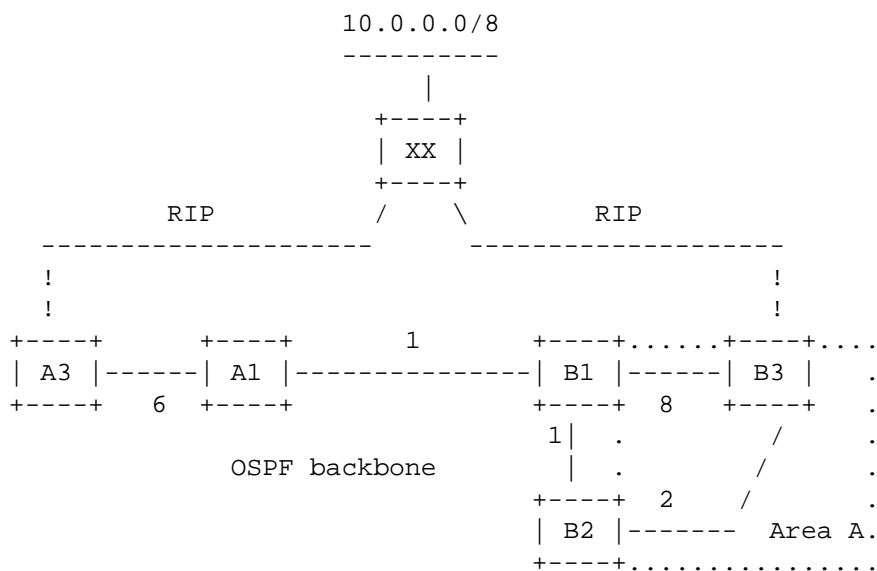 10.0.0.0/8
----------
|
+----+
| XX |
+----+
RIP / \ RIP
--------------------- --------------------
! !
! !
+----+ +----+ 1 +----+......+----+....
| A3 |------| A1 |---------------| B1 |------| B3 | .
+----+ 6 +----+ +----+ 8 +----+ .
1| . / .
OSPF backbone | . / .
+----+ 2 / .
| B2 |------- Area A.
+----+................